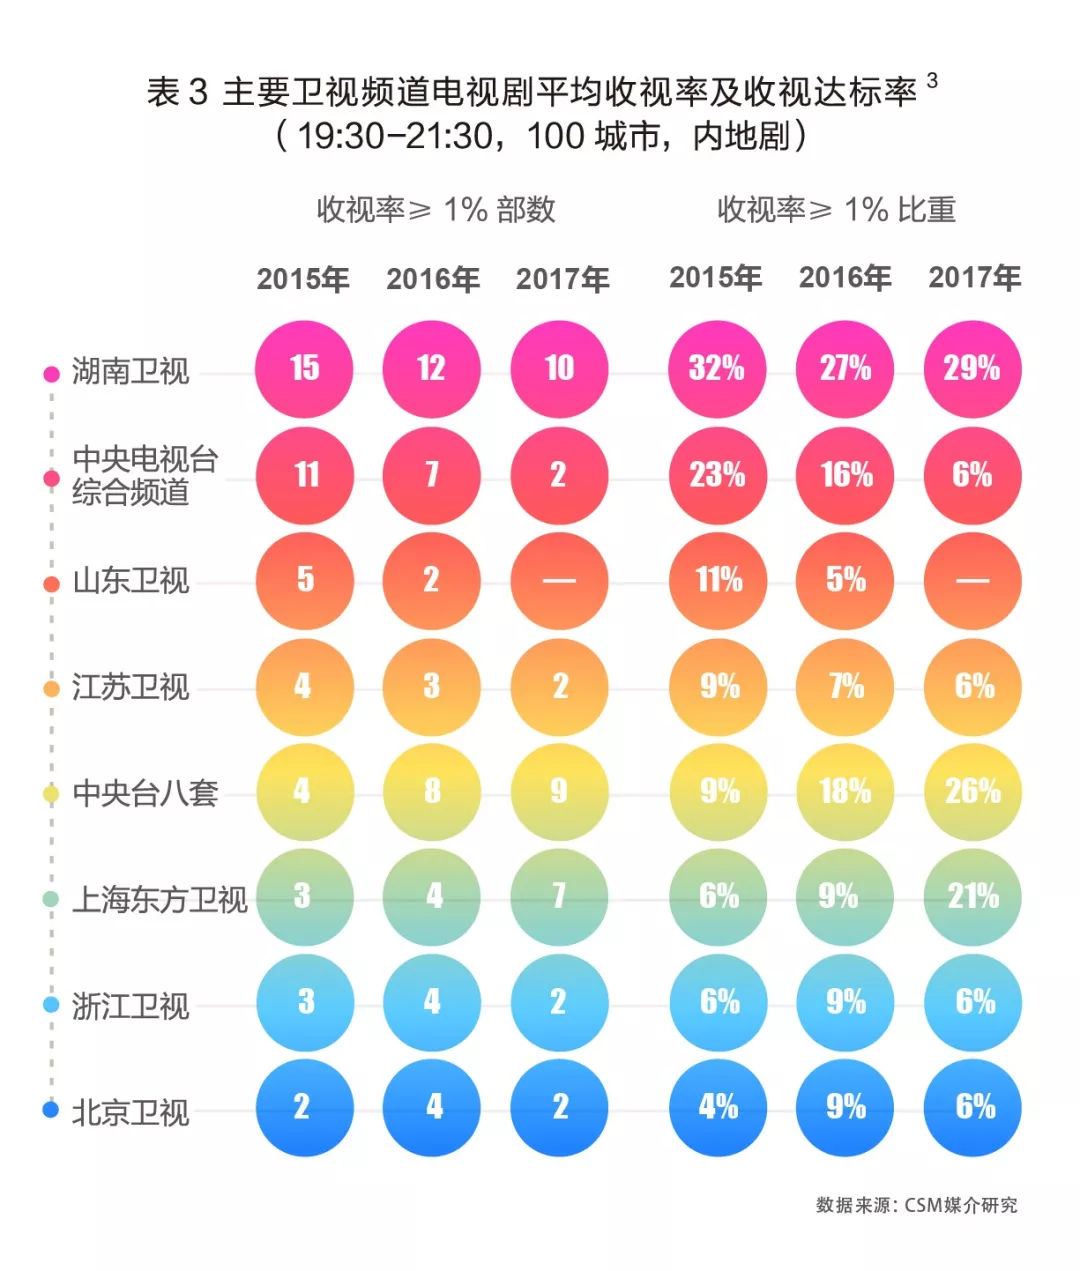 表 3 主要卫视频道电视剧平均收视率及收视达标率 3
（19:30-21:30，100 城市，内地剧）
收视率≥ 1% 部数 收视率≥ 1% 比重
2015年 2016年 2017年 2015年 2016年 2017年
湖南卫视 15 12 10 32% 27% 29%
中央电视台
综合频道 11 7 2 23% 16% 6%
山东卫视 5 2 — 11% 5% —
江苏卫视 4 3 2 9% 7% 6%
中央台八套 4 8 9 9% 18% 26%
上海东方卫视 3 4 7 6% 9% 21%
浙江卫视 3 4 2 6% 9% 6%
北京卫视 2 4 2 4% 9% 6%
数据来源：CSM媒介研究